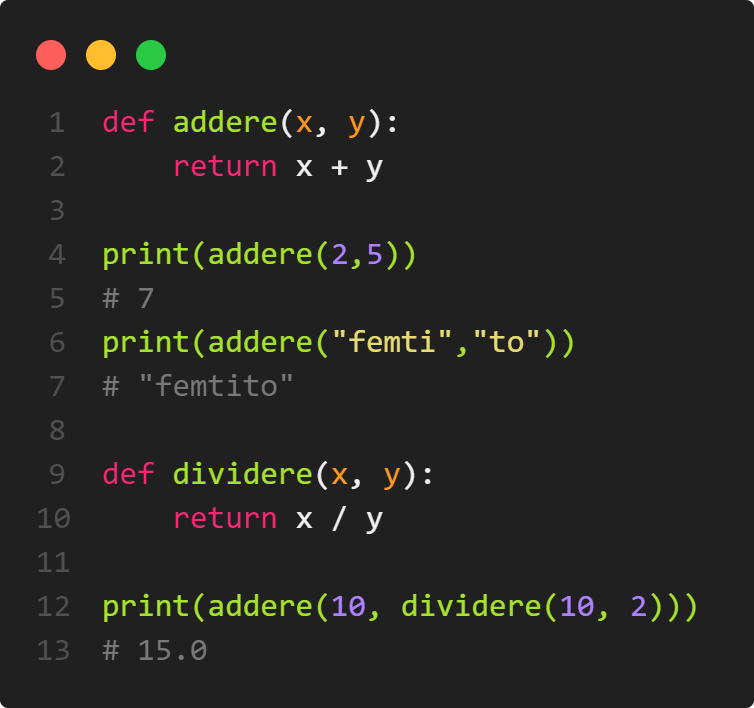 1 def addere(x, y):
2     return x + y
3
4 print(addere(2,5))
5 # 7
6 print(addere("femti","to"))
7 # "femtito"
8
9 def dividere(x, y):
10     return x / y
11
12 print(addere(10, dividere(10, 2)))
13 # 15.0